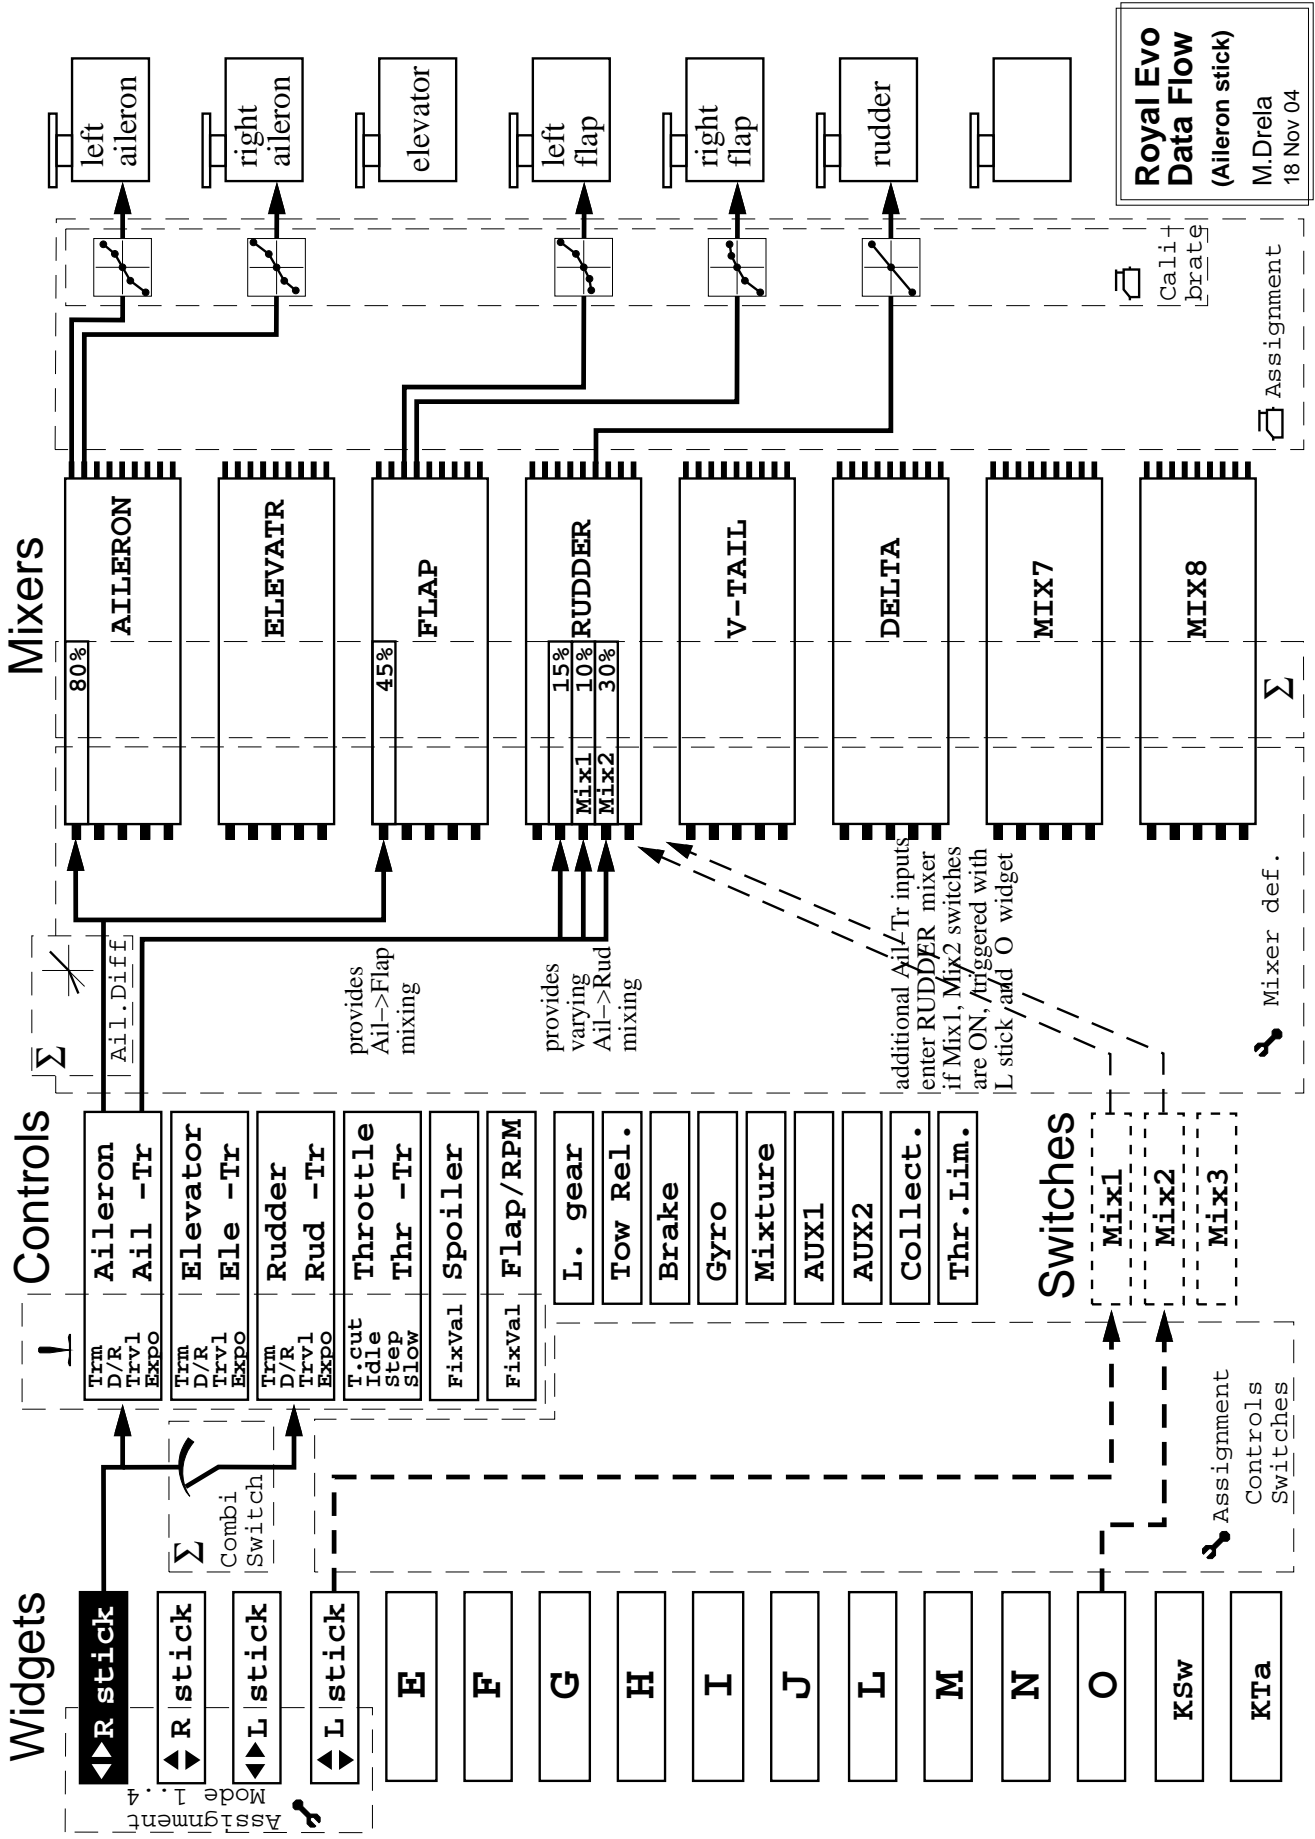 Widgets
R stick
R stick
L stick
L stick
E
F
G
H
I
J
L
M
N
O
KSw
KTa
Assignment
Mode 1..4
Σ
Combi
Switch
Assignment
Controls
Switches
Controls
Trm
D/R
Trvl
Expo
Aileron
Ail -Tr
Trm
D/R
Trvl
Expo
Elevator
Ele -Tr
Trm
D/R
Trvl
Expo
Rudder
Rud -Tr
T.cut
Idle
Step
Slow
Throttle
Thr -Tr
FixVal Spoiler
FixVal Flap/RPM
L. gear
Tow Rel.
Brake
Gyro
Mixture
AUX1
AUX2
Collect.
Thr.Lim.
Switches
Mix1
Mix2
Mix3
Σ
Ail.Diff
provides
Ail->Flap
mixing
provides
varying
Ail->Rud
mixing
additional Ail-Tr inputs
enter RUDDER mixer
if Mix1, Mix2 switches
are ON, triggered with
L stick and O widget
Mixer def.
Mixers
80%
AILERON
ELEVATR
45%
FLAP
15%
Mix1 10%
Mix2 30%
RUDDER
V-TAIL
DELTA
MIX7
MIX8
Σ
Assignment
Cali-
brate
left
aileron
right
aileron
elevator
left
flap
right
flap
rudder
Royal Evo
Data Flow
(Aileron stick)
M.Drela
18 Nov 04